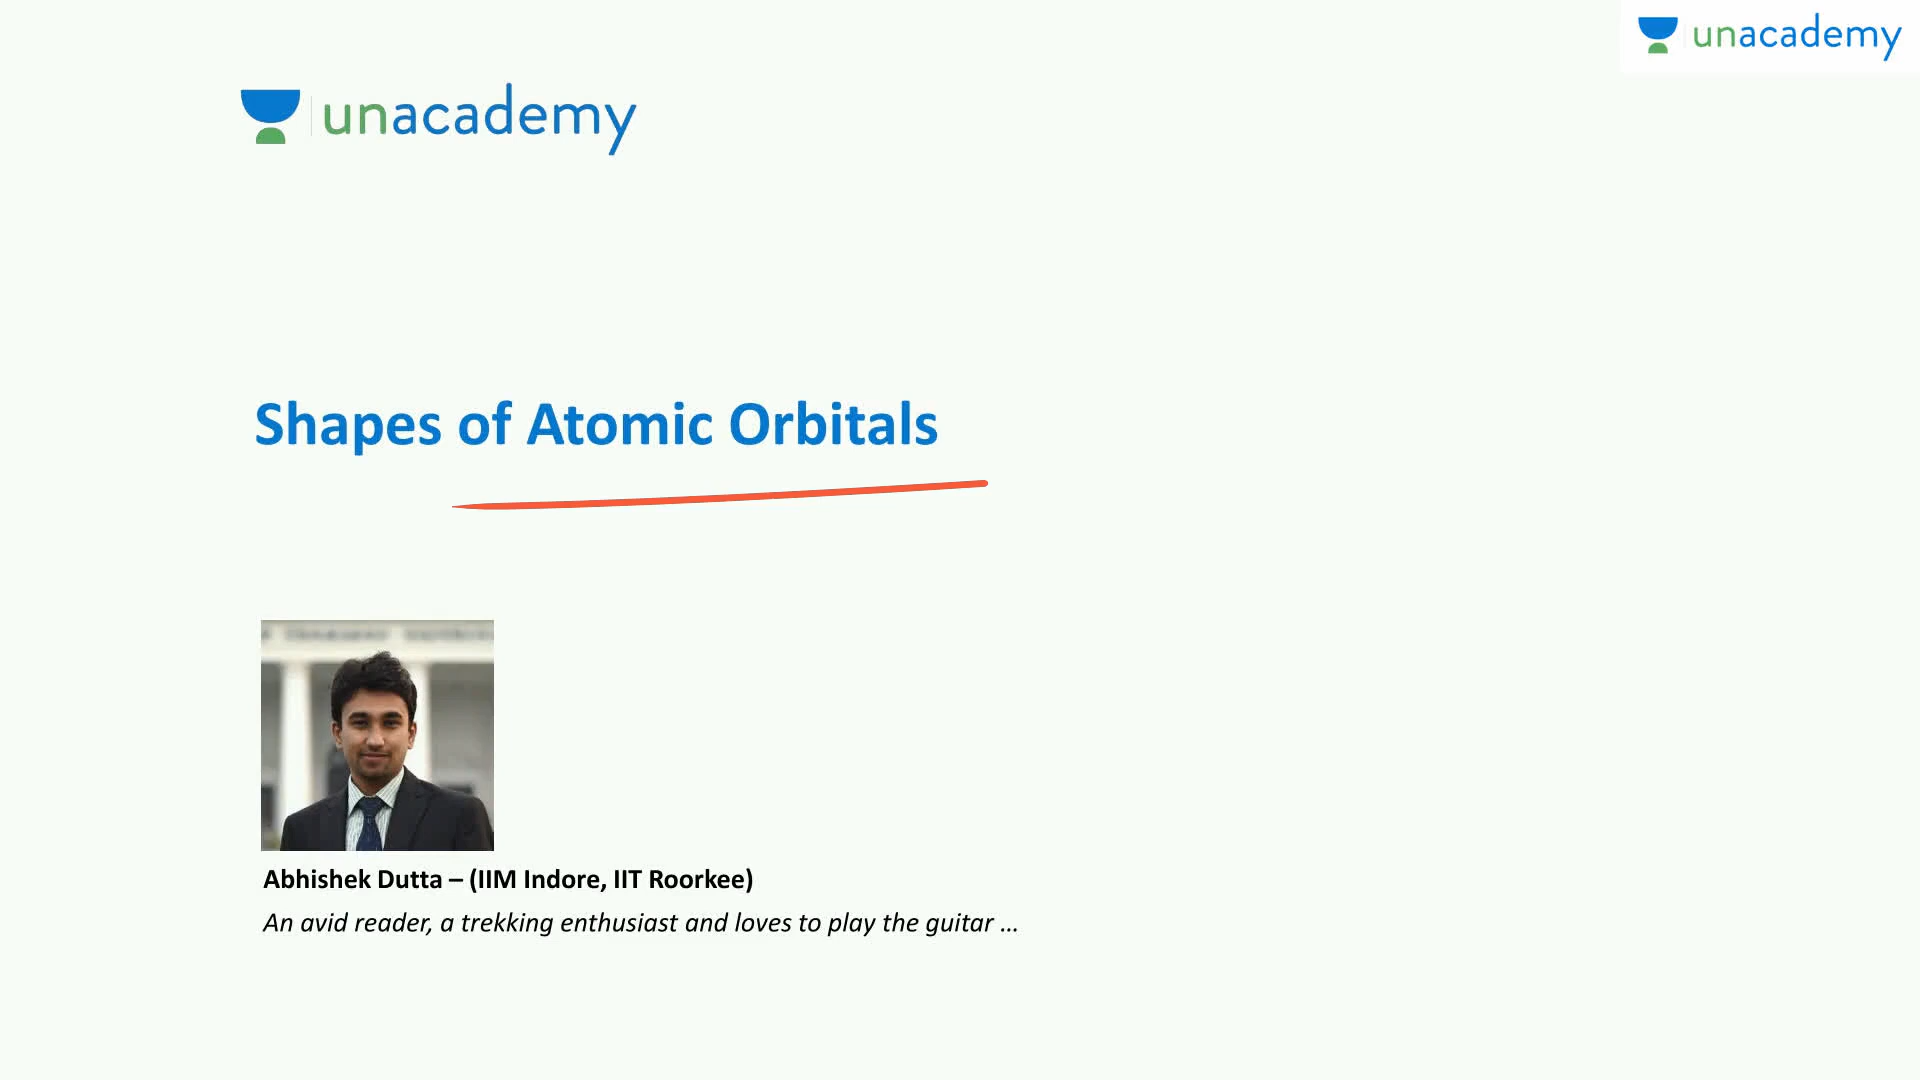 unacademy
unacademy
Shapes of Atomic Orbitals
Abhishek Dutta – (IIM Indore, IIT Roorkee)
An avid reader, a trekking enthusiast and loves to play the guitar ...